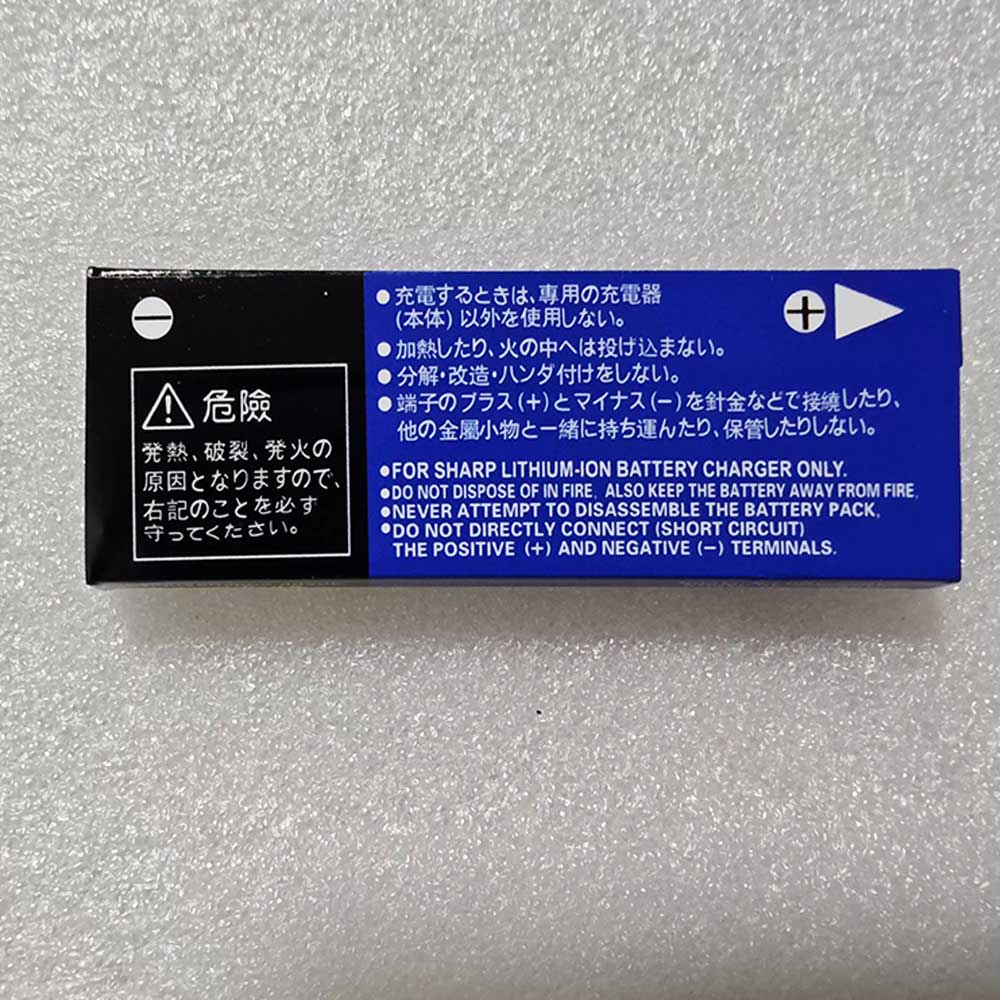 ⚠ 危險
発熱、破裂、発火の
原因となりますので、
右記のことを必ず
守ってください。
●充電するときは、専用の充電器
(本体) 以外を使用しない。
●加熱したり、火の中へは投げ込まない。
●分解・改造・ハンダ付けをしない。
●端子のプラス(+)とマイナス(−)を針金などで接續したり、
他の金屬小物と一緒に持ち運んだり、保管したりしない。
●FOR SHARP LITHIUM-ION BATTERY CHARGER ONLY.
●DO NOT DISPOSE OF IN FIRE, ALSO KEEP THE BATTERY AWAY FROM FIRE,
●NEVER ATTEMPT TO DISASSEMBLE THE BATTERY PACK,
●DO NOT DIRECTLY CONNECT (SHORT CIRCUIT)
THE POSITIVE (+) AND NEGATIVE (−) TERMINALS.